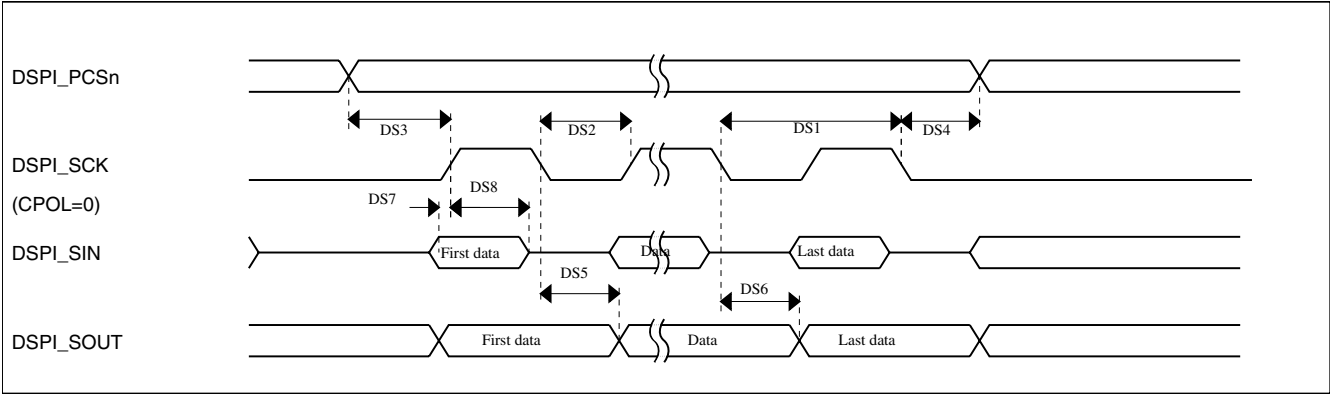 DSPI_PCSn
DS3
DS2
DS1
DS4
DSPI_SCK
(CPOL=0)
DS7
DS8
DSPI_SIN
First data
Data
Last data
DS5
DS6
DSPI_SOUT
First data
Data
Last data